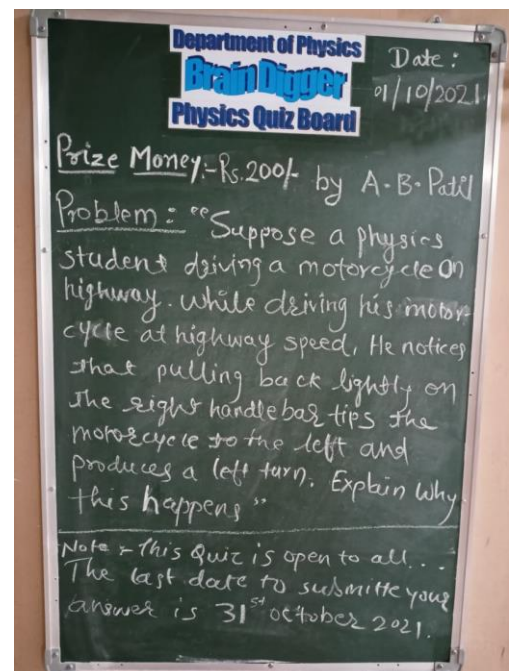 Department of Physics
Brain Digger
Physics Quiz Board
Date:
01/10/2021
Prize Money:-Rs.200/- by A.B.Patil
Problem: "Suppose a physics
student driving a motorcycle on
highway. While driving his motor-
cycle at highway speed, He notices
that pulling back lightly on
the right handlebar tips the
motorcycle to the left and
produces a left turn. Explain why
this happens"
Note:- This Quiz is open to all...
The last date to submitte your
answer is 31st october 2021.